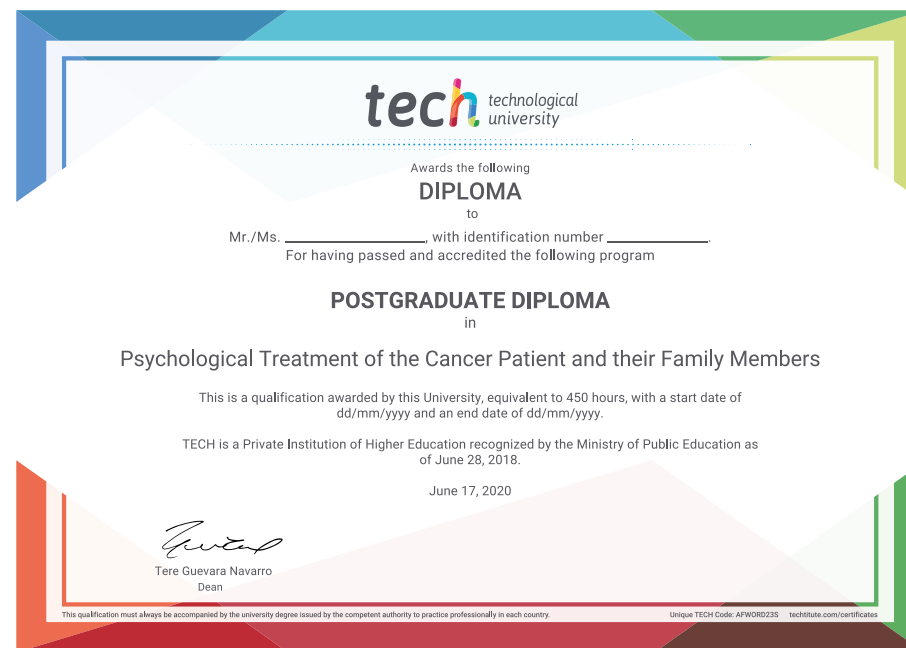 tech technological
university
Awards the following
DIPLOMA
to
Mr./Ms. ____________________, with identification number ______________.
For having passed and accredited the following program
POSTGRADUATE DIPLOMA
in
Psychological Treatment of the Cancer Patient and their Family Members
This is a qualification awarded by this University, equivalent to 450 hours, with a start date of
dd/mm/yyyy and an end date of dd/mm/yyyy.
TECH is a Private Institution of Higher Education recognized by the Ministry of Public Education as
of June 28, 2018.
June 17, 2020
Tere Guevara Navarro
Dean
This qualification must always be accompanied by the university degree issued by the competent authority to practice professionally in each country.
Unique TECH Code: AFWORD23S techtitute.com/certificates